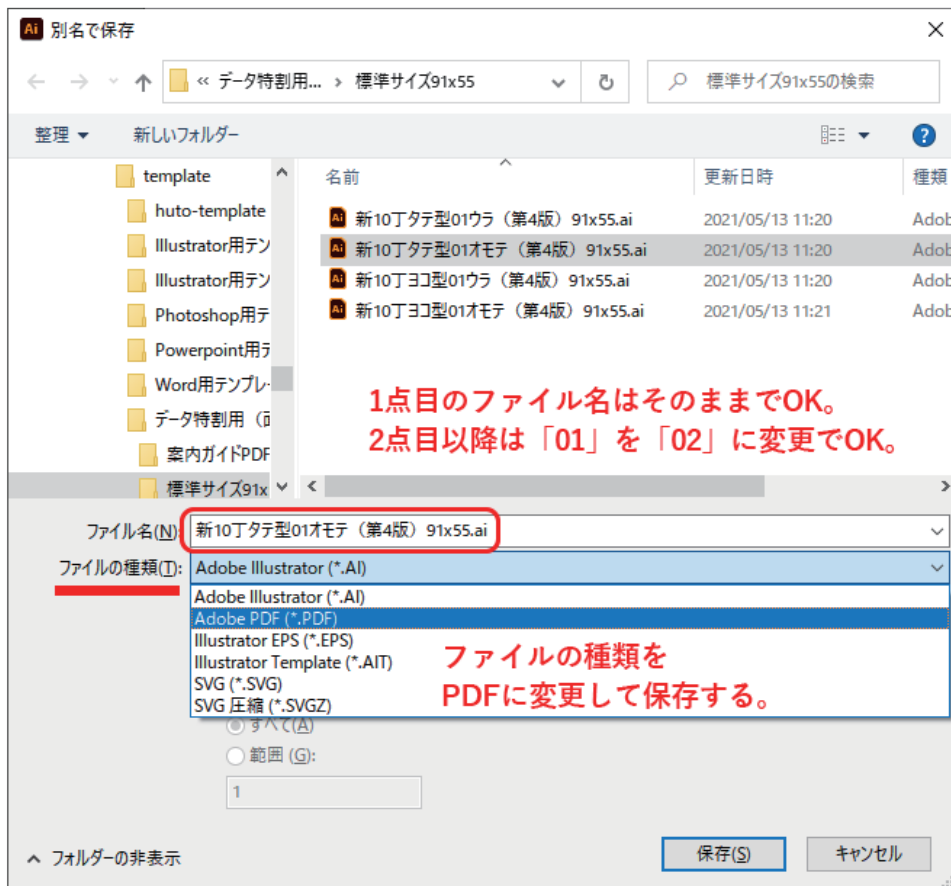 Ai 別名で保存
« データ特割用... › 標準サイズ91x55
標準サイズ91x55の検索
整理
新しいフォルダー
?
template
huto-template
Illustrator用テン
Illustrator用テン
Photoshop用テ
Powerpoint用テ
Word用テンプレ
データ特割用（面
案内ガイドPDF
標準サイズ91x
名前 更新日時 種類
Ai 新10丁タテ型01ウラ（第4版）91x55.ai 2021/05/13 11:20 Adob
Ai 新10丁タテ型01オモテ（第4版）91x55.ai 2021/05/13 11:20 Adob
Ai 新10丁ヨコ型01ウラ（第4版）91x55.ai 2021/05/13 11:20 Adob
Ai 新10丁ヨコ型01オモテ（第4版）91x55.ai 2021/05/13 11:21 Adob
1点目のファイル名はそのままでOK。
2点目以降は「01」を「02」に変更でOK。
ファイル名(N): 新10丁タテ型01オモテ（第4版）91x55.ai
ファイルの種類(T): Adobe Illustrator (*.AI)
Adobe Illustrator (*.AI)
Adobe PDF (*.PDF)
Illustrator EPS (*.EPS)
Illustrator Template (*.AIT)
SVG (*.SVG)
SVG 圧縮 (*.SVGZ)
ファイルの種類を
PDFに変更して保存する。
すべて(A)
範囲 (G):
1
フォルダーの非表示
保存(S)
キャンセル